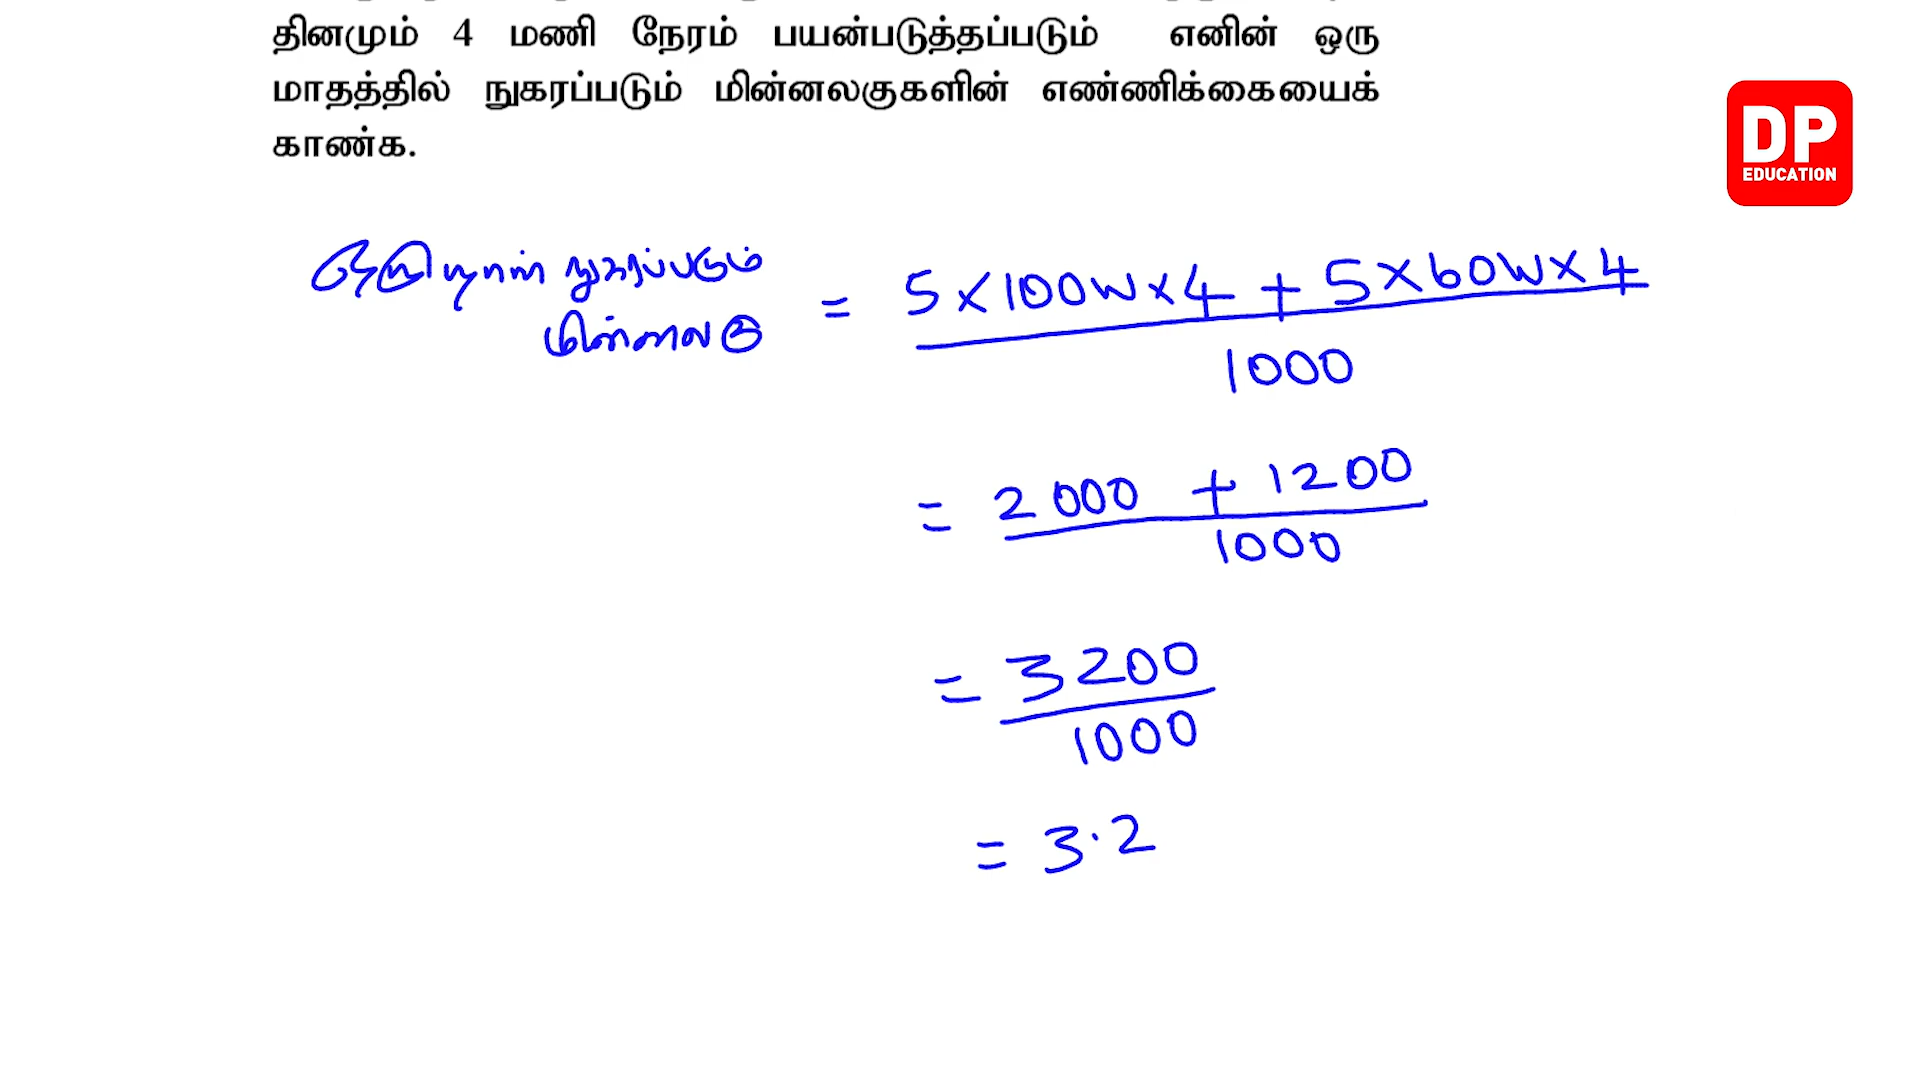 தினமும் 4 மணி நேரம் பயன்படுத்தப்படும் எனின் ஒரு
மாதத்தில் நுகரப்படும் மின்னலகுகளின் எண்ணிக்கையைக்
காண்க.
DP
EDUCATION
நுகரப்படும்
மின்னலகு
= 5 × 100W × 4 + 5 × 60W × 4
1000
= 2000 + 1200
1000
= 3200
1000
= 3.2